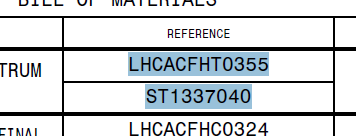 BILL OF MATERIALS
REFERENCE
TRUM LHCACFHT0355
ST1337040
FINAL LHCACFHC0324